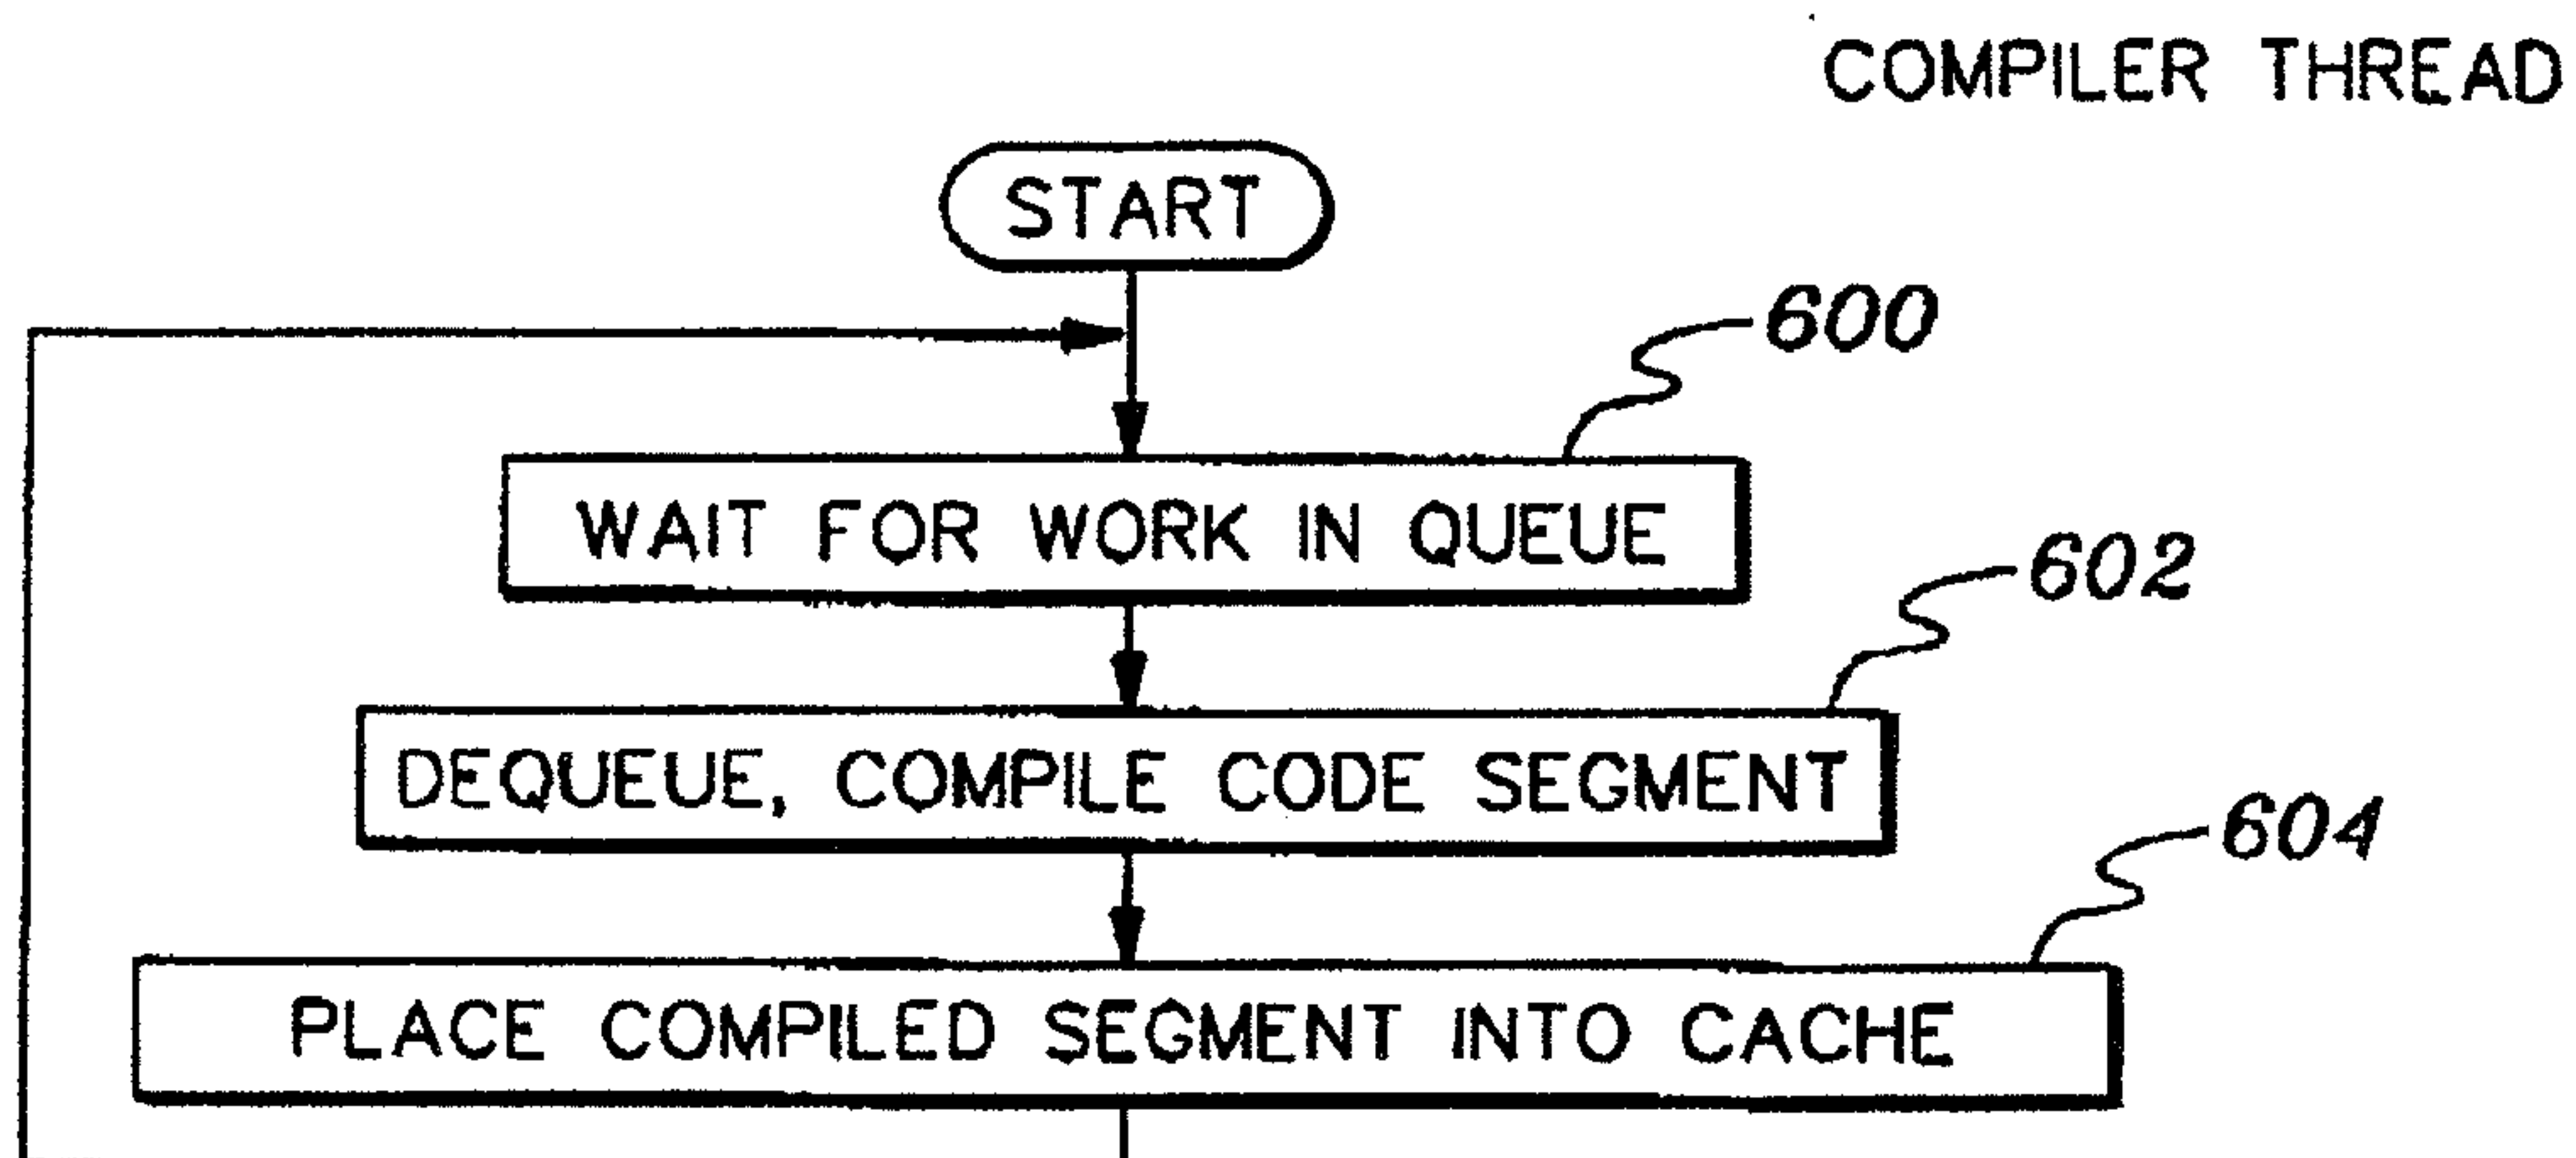 COMPILER THREAD
START
600
WAIT FOR WORK IN QUEUE
602
DEQUEUE, COMPILE CODE SEGMENT
604
PLACE COMPILED SEGMENT INTO CACHE